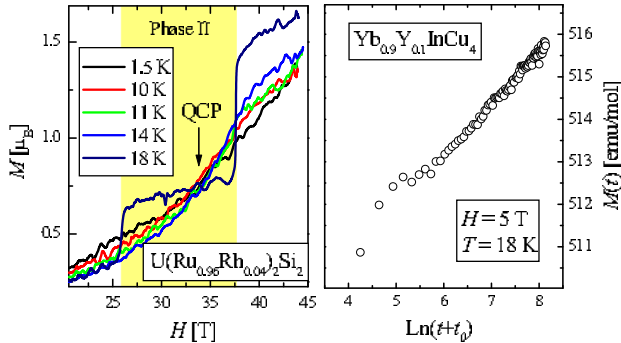 Phase II
1.5 K
10 K
11 K
14 K
18 K
QCP
U(Ru0.96Rh0.04)2Si2
M [μB]
0.5
1.0
1.5
25 30 35 40 45
H [T]
Yb0.9Y0.1InCu4
H = 5 T
T = 18 K
511
512
513
514
515
516
M(t) [emu/mol]
4 5 6 7 8
Ln(t+t0)